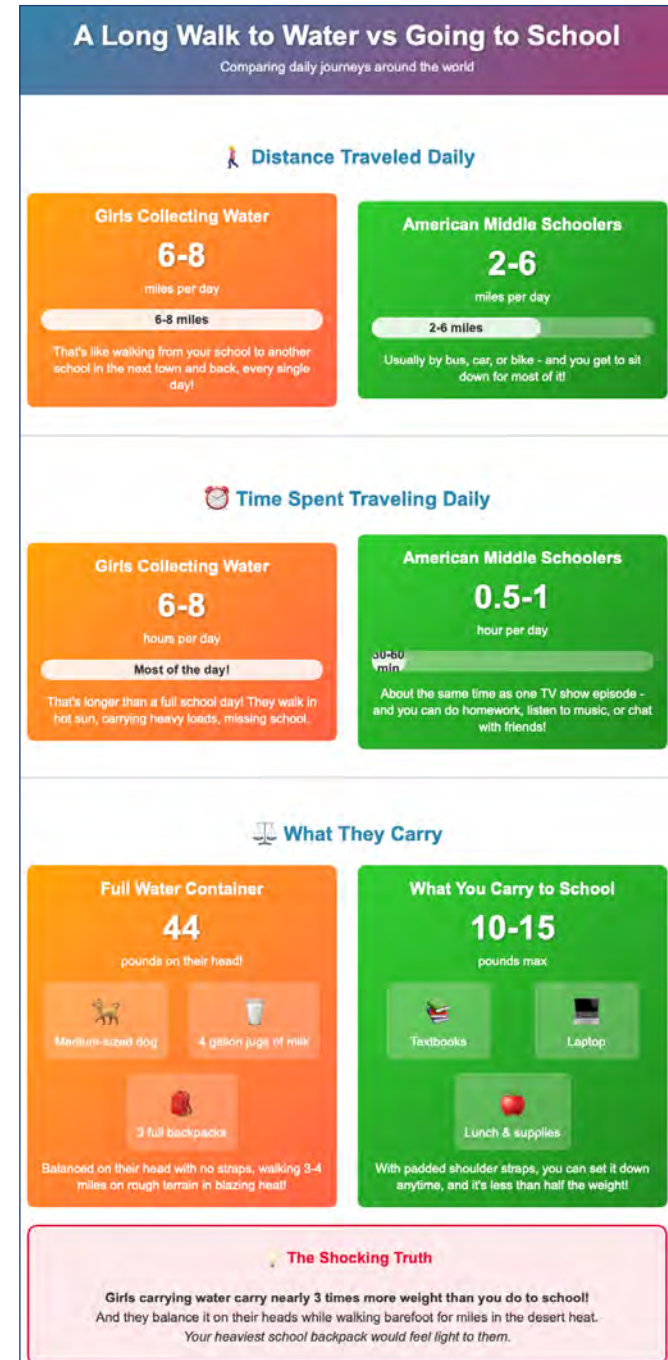 A Long Walk to Water vs Going to School
Comparing daily journeys around the world
Distance Traveled Daily
Girls Collecting Water
6-8
miles per day
6-8 miles
That's like walking from your school to another
school in the next town and back, every single
day!
American Middle Schoolers
2-6
miles per day
2-6 miles
Usually by bus, car, or bike - and you get to sit
down for most of it!
Time Spent Traveling Daily
Girls Collecting Water
6-8
hours per day
Most of the day!
That's longer than a full school day! They walk in
hot sun, carrying heavy loads, missing school.
American Middle Schoolers
0.5-1
hour per day
30-60
min
About the same time as one TV show episode -
and you can do homework, listen to music, or chat
with friends!
What They Carry
Full Water Container
44
pounds on their head!
Medium-sized dog
4 gallon jugs of milk
3 full backpacks
Balanced on their head with no straps, walking 3-4
miles on rough terrain in blazing heat!
What You Carry to School
10-15
pounds max
Textbooks
Laptop
Lunch & supplies
With padded shoulder straps, you can set it down
anytime, and it's less than half the weight!
The Shocking Truth
Girls carrying water carry nearly 3 times more weight than you do to school!
And they balance it on their heads while walking barefoot for miles in the desert heat.
Your heaviest school backpack would feel light to them.